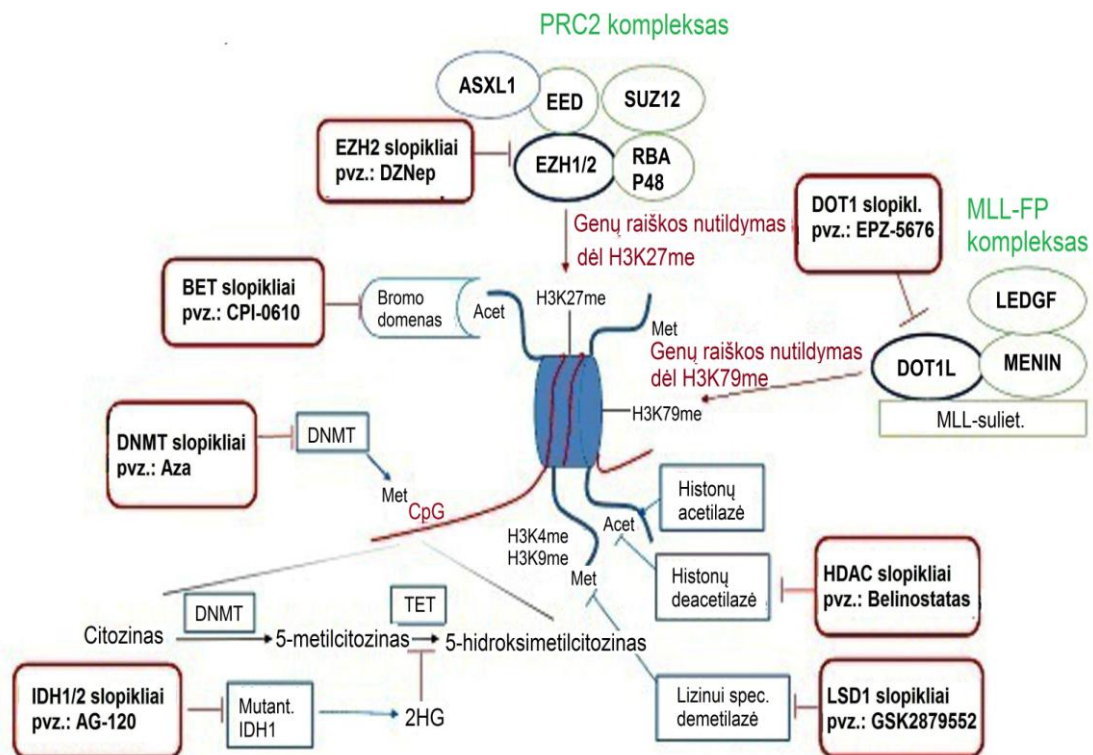 PRC2 kompleksas
ASXL1
EED
SUZ12
EZH2 slopikliai
pvz.: DZNep
EZH1/2
RBA
P48
Genų raiškos nutildymas
dėl H3K27me
DOT1 slopikl.
pvz.: EPZ-5676
MLL-FP
kompleksas
BET slopikliai
pvz.: CPI-0610
Bromo
domenas
Acet
H3K27me
Met
LEDGF
Genų raiškos nutildymas
dėl H3K79me
DOT1L
MENIN
MLL-suliet.
H3K79me
DNMT slopikliai
pvz.: Aza
DNMT
Met
CpG
Histonų
acetilazė
Acet
H3K4me
H3K9me
Met
Histonų
deacetilazė
HDAC slopikliai
pvz.: Belinostatas
DNMT
TET
Citozinas
5-metilcitozinas
5-hidroksimetilcitozinas
IDH1/2 slopikliai
pvz.: AG-120
Mutant.
IDH1
2HG
Lizinui spec.
demetilazė
LSD1 slopikliai
pvz.: GSK2879552